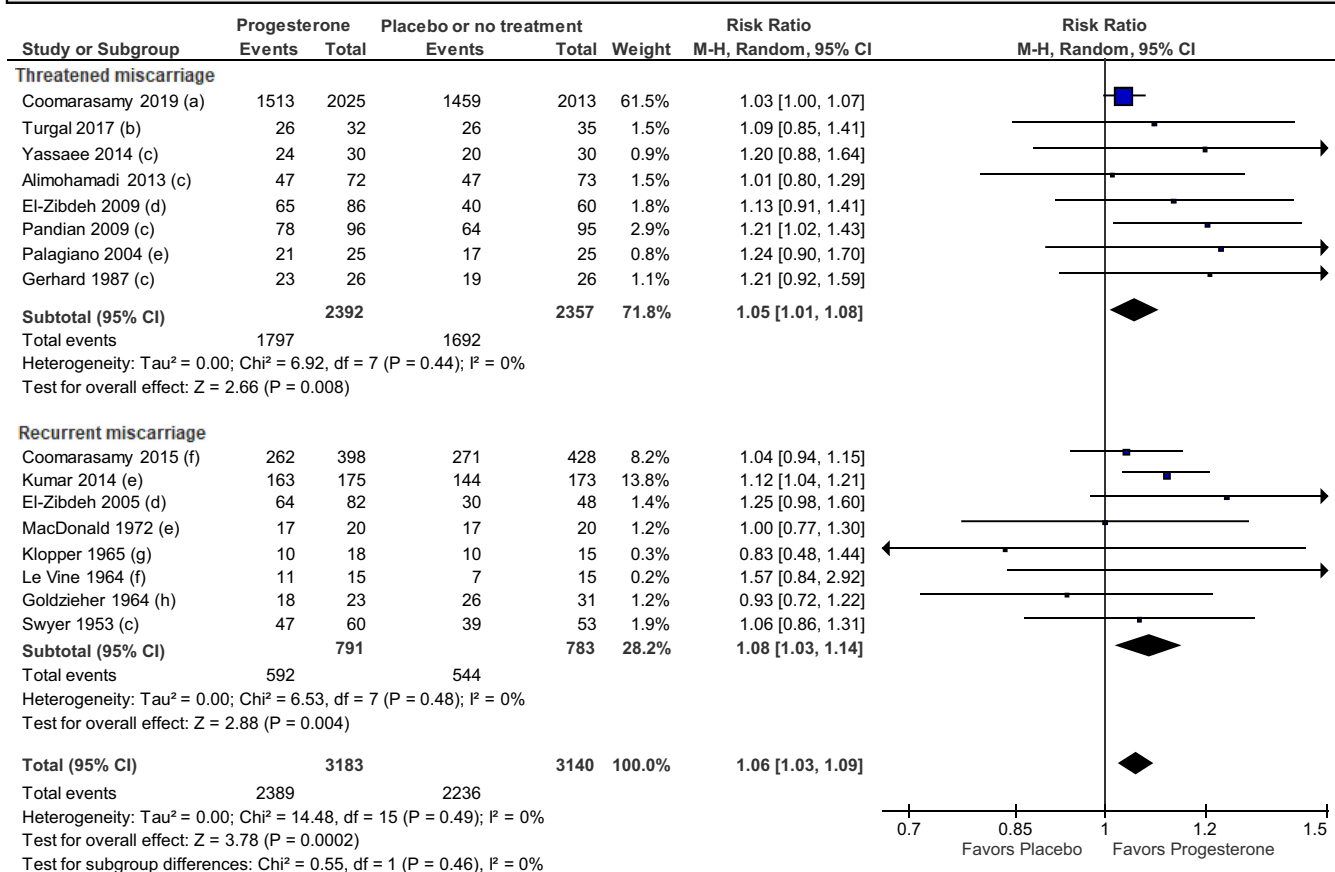 Progesterone Placebo or no treatment Risk Ratio Risk Ratio
Study or Subgroup Events Total Events Total Weight M-H, Random, 95% CI M-H, Random, 95% CI
Threatened miscarriage
Coomarasamy 2019 (a) 1513 2025 1459 2013 61.5% 1.03 [1.00, 1.07]
Turgal 2017 (b) 26 32 26 35 1.5% 1.09 [0.85, 1.41]
Yassaee 2014 (c) 24 30 20 30 0.9% 1.20 [0.88, 1.64]
Alimohamadi 2013 (c) 47 72 47 73 1.5% 1.01 [0.80, 1.29]
El-Zibdeh 2009 (d) 65 86 40 60 1.8% 1.13 [0.91, 1.41]
Pandian 2009 (c) 78 96 64 95 2.9% 1.21 [1.02, 1.43]
Palagiano 2004 (e) 21 25 17 25 0.8% 1.24 [0.90, 1.70]
Gerhard 1987 (c) 23 26 19 26 1.1% 1.21 [0.92, 1.59]
Subtotal (95% CI) 2392 2357 71.8% 1.05 [1.01, 1.08]
Total events 1797 1692
Heterogeneity: Tau² = 0.00; Chi² = 6.92, df = 7 (P = 0.44); I² = 0%
Test for overall effect: Z = 2.66 (P = 0.008)
Recurrent miscarriage
Coomarasamy 2015 (f) 262 398 271 428 8.2% 1.04 [0.94, 1.15]
Kumar 2014 (e) 163 175 144 173 13.8% 1.12 [1.04, 1.21]
El-Zibdeh 2005 (d) 64 82 30 48 1.4% 1.25 [0.98, 1.60]
MacDonald 1972 (e) 17 20 17 20 1.2% 1.00 [0.77, 1.30]
Klopper 1965 (g) 10 18 10 15 0.3% 0.83 [0.48, 1.44]
Le Vine 1964 (f) 11 15 7 15 0.2% 1.57 [0.84, 2.92]
Goldzieher 1964 (h) 18 23 26 31 1.2% 0.93 [0.72, 1.22]
Swyer 1953 (c) 47 60 39 53 1.9% 1.06 [0.86, 1.31]
Subtotal (95% CI) 791 783 28.2% 1.08 [1.03, 1.14]
Total events 592 544
Heterogeneity: Tau² = 0.00; Chi² = 6.53, df = 7 (P = 0.48); I² = 0%
Test for overall effect: Z = 2.88 (P = 0.004)
Total (95% CI) 3183 3140 100.0% 1.06 [1.03, 1.09]
Total events 2389 2236
Heterogeneity: Tau² = 0.00; Chi² = 14.48, df = 15 (P = 0.49); I² = 0%
Test for overall effect: Z = 3.78 (P = 0.0002)
Test for subgroup differences: Chi² = 0.55, df = 1 (P = 0.46), I² = 0%
0.7 0.85 1 1.2 1.5
Favors Placebo Favors Progesterone